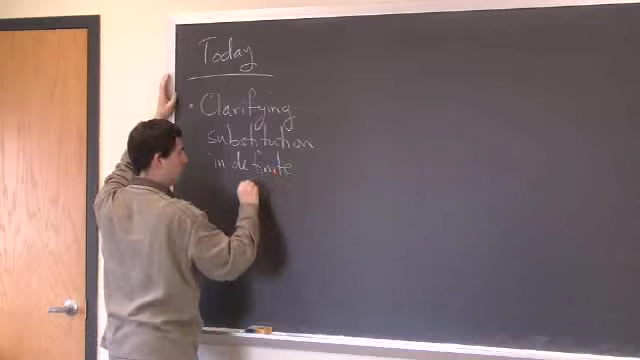 Today
• Clarifying
substitution
in definite